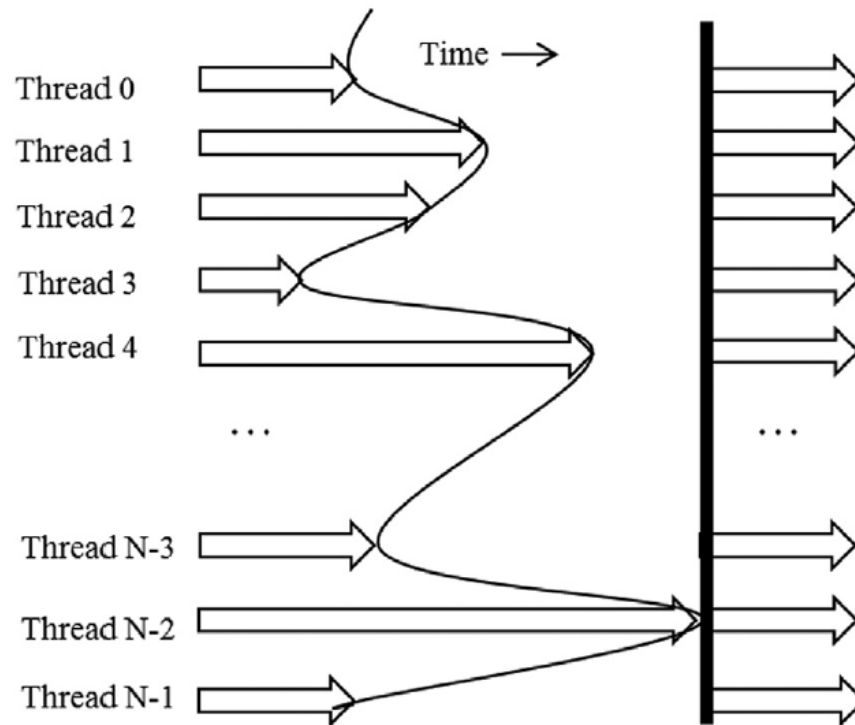 Time →
Thread 0
Thread 1
Thread 2
Thread 3
Thread 4
... ...
Thread N-3
Thread N-2
Thread N-1